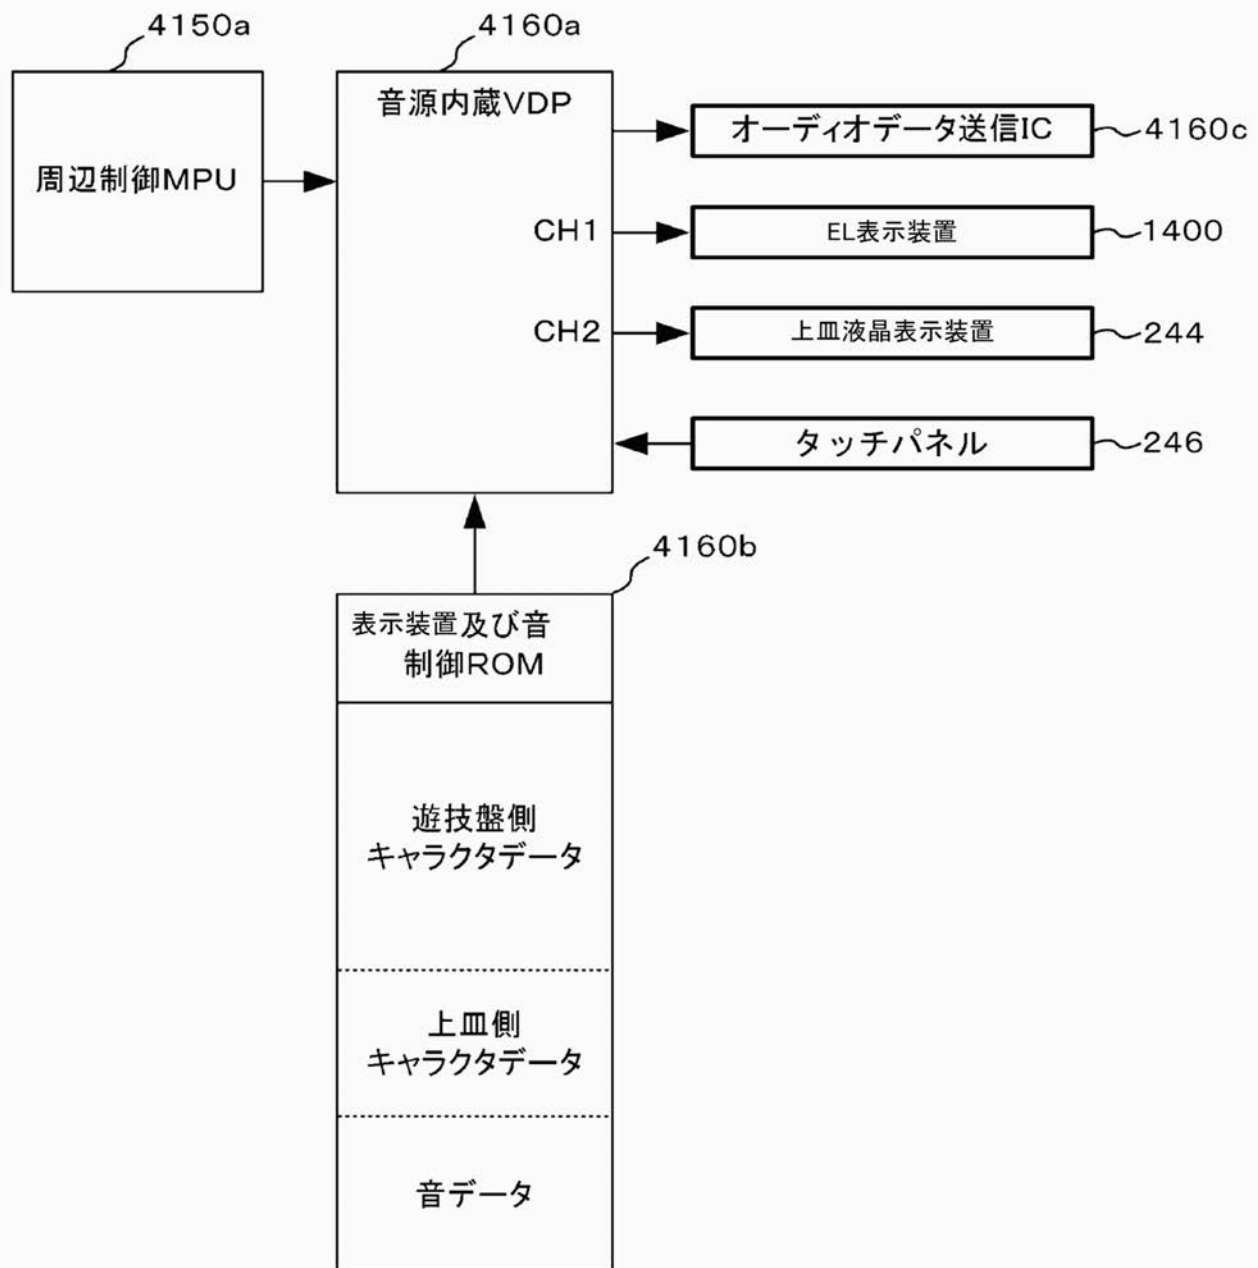 4150a
4160a
周辺制御MPU
音源内蔵VDP
オーディオデータ送信IC
4160c
CH1
EL表示装置
1400
CH2
上皿液晶表示装置
244
タッチパネル
246
4160b
表示装置及び音
制御ROM
遊技盤側
キャラクタデータ
上皿側
キャラクタデータ
音データ